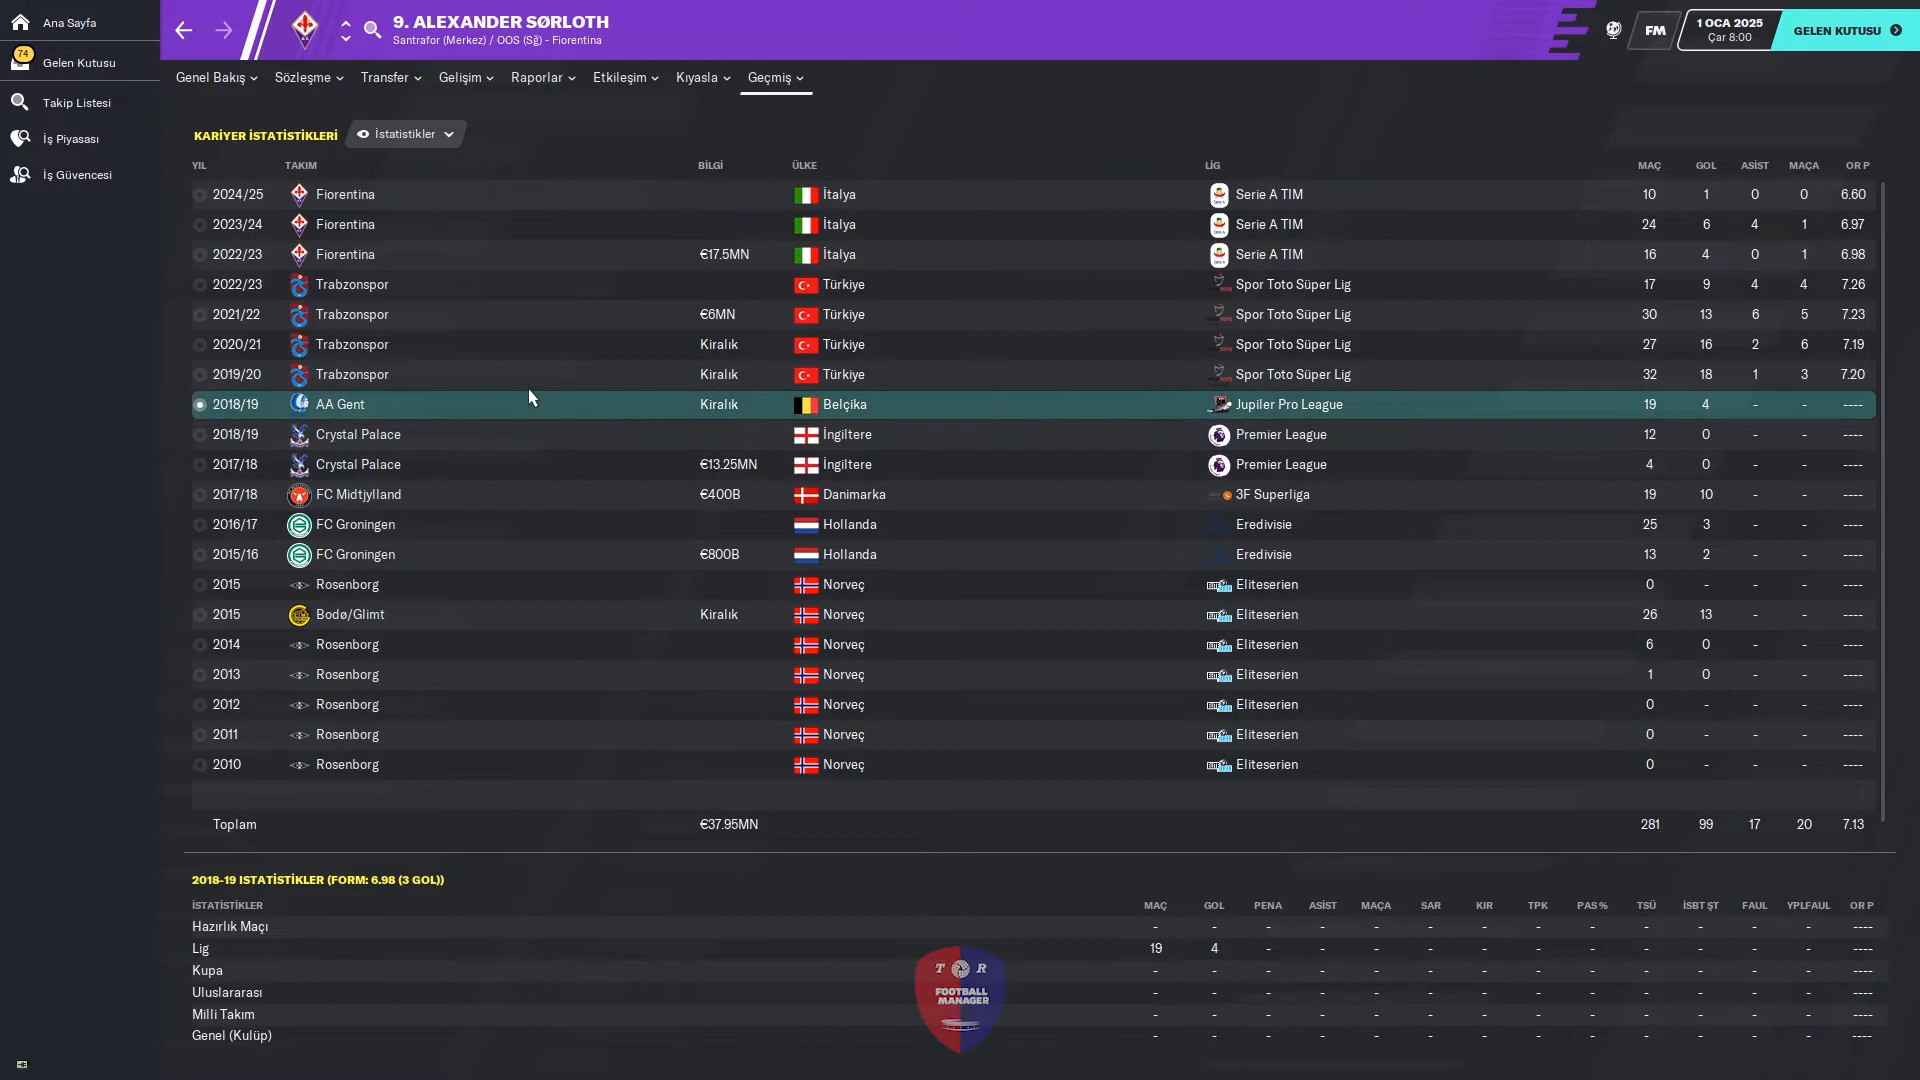 Ana Sayfa
74
Gelen Kutusu
Takip Listesi
İş Piyasası
İş Güvencesi
9. ALEXANDER SØRLOTH
Santrafor (Merkez) / OOS (Sğ) - Fiorentina
FM
1 OCA 2025
Çar 8:00
GELEN KUTUSU
Genel Bakış Sözleşme Transfer Gelişim Raporlar Etkileşim Kıyasla Geçmiş
KARİYER İSTATİSTİKLERİ İstatistikler
YIL TAKIM BİLGİ ÜLKE LİG MAÇ GOL ASİST MAÇA OR P
2024/25 Fiorentina İtalya Serie A TIM 10 1 0 0 6.60
2023/24 Fiorentina İtalya Serie A TIM 24 6 4 1 6.97
2022/23 Fiorentina €17.5MN İtalya Serie A TIM 16 4 0 1 6.98
2022/23 Trabzonspor Türkiye Spor Toto Süper Lig 17 9 4 4 7.26
2021/22 Trabzonspor €6MN Türkiye Spor Toto Süper Lig 30 13 6 5 7.23
2020/21 Trabzonspor Kiralık Türkiye Spor Toto Süper Lig 27 16 2 6 7.19
2019/20 Trabzonspor Kiralık Türkiye Spor Toto Süper Lig 32 18 1 3 7.20
2018/19 AA Gent Kiralık Belçika Jupiler Pro League 19 4 - - ----
2018/19 Crystal Palace İngiltere Premier League 12 0 - - ----
2017/18 Crystal Palace €13.25MN İngiltere Premier League 4 0 - - ----
2017/18 FC Midtjylland €400B Danimarka 3F Superliga 19 10 - - ----
2016/17 FC Groningen Hollanda Eredivisie 25 3 - - ----
2015/16 FC Groningen €800B Hollanda Eredivisie 13 2 - - ----
2015 Rosenborg Norveç Eliteserien 0 - - - ----
2015 Bodø/Glimt Kiralık Norveç Eliteserien 26 13 - - ----
2014 Rosenborg Norveç Eliteserien 6 0 - - ----
2013 Rosenborg Norveç Eliteserien 1 0 - - ----
2012 Rosenborg Norveç Eliteserien 0 - - - ----
2011 Rosenborg Norveç Eliteserien 0 - - - ----
2010 Rosenborg Norveç Eliteserien 0 - - - ----
Toplam €37.95MN 281 99 17 20 7.13
2018-19 ISTATİSTİKLER (FORM: 6.98 (3 GOL))
İSTATİSTİKLER MAÇ GOL PENA ASİST MAÇA SAR KIR TPK PAS % TSÜ İSBT ŞT FAUL YPLFAUL OR P
Hazırlık Maçı - - - - - - - - - - - - - ----
Lig 19 4 - - - - - - - - - - - ----
Kupa - - - - - - - - - - - - - ----
Uluslararası - - - - - - - - - - - - - ----
Milli Takım - - - - - - - - - - - - - ----
Genel (Kulüp) - - - - - - - - - - - - - ----
T R
FOOTBALL
MANAGER